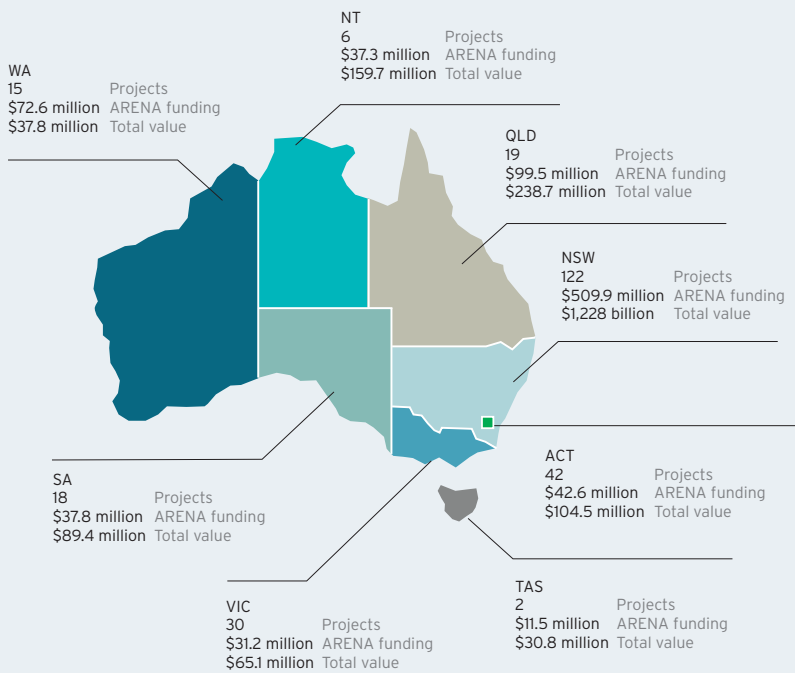 NT
6 Projects
$37.3 million ARENA funding
$159.7 million Total value
WA
15 Projects
$72.6 million ARENA funding
$37.8 million Total value
QLD
19 Projects
$99.5 million ARENA funding
$238.7 million Total value
NSW
122 Projects
$509.9 million ARENA funding
$1,228 billion Total value
ACT
42 Projects
$42.6 million ARENA funding
$104.5 million Total value
SA
18 Projects
$37.8 million ARENA funding
$89.4 million Total value
TAS
2 Projects
$11.5 million ARENA funding
$30.8 million Total value
VIC
30 Projects
$31.2 million ARENA funding
$65.1 million Total value